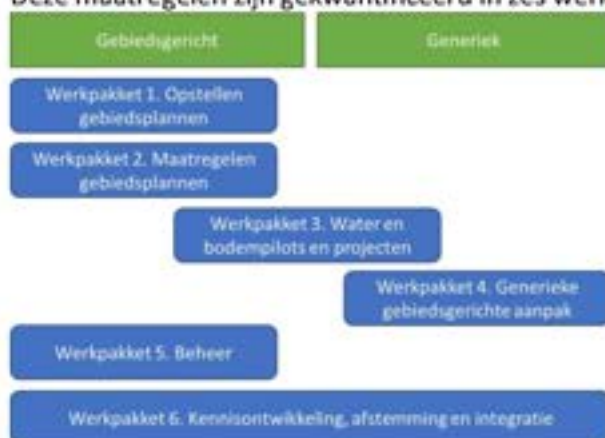 Deze maatregelen zijn gekwantificeerd in zes werk
Gebiedsgericht
Generiek
Werkpakket 1. Opstellen
gebiedsplannen
Werkpakket 2. Maatregelen
gebiedsplannen
Werkpakket 3. Water en
bodempilots en projecten
Werkpakket 4. Generieke
gebiedsgerichte aanpak
Werkpakket 5. Beheer
Werkpakket 6. Kennisontwikkeling, afstemming en integratie